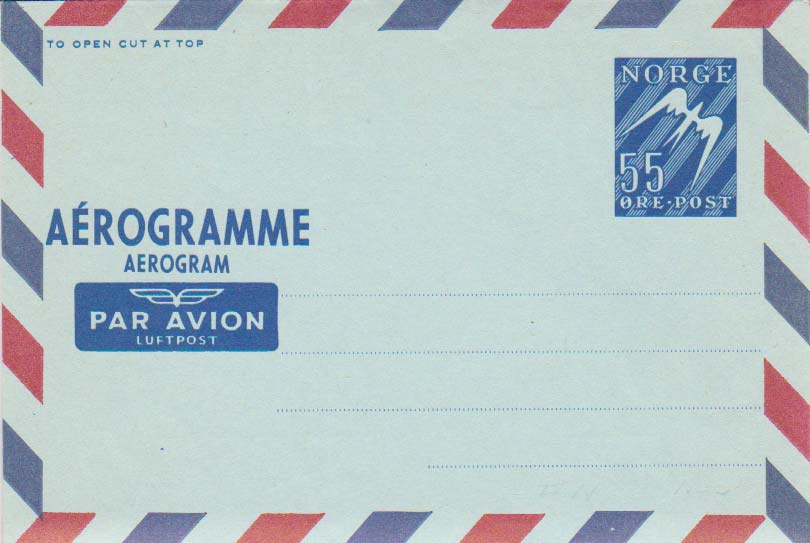 TO OPEN CUT AT TOP
NORGE
55
ØRE-POST
AÉROGRAMME
AEROGRAM
PAR AVION
LUFTPOST